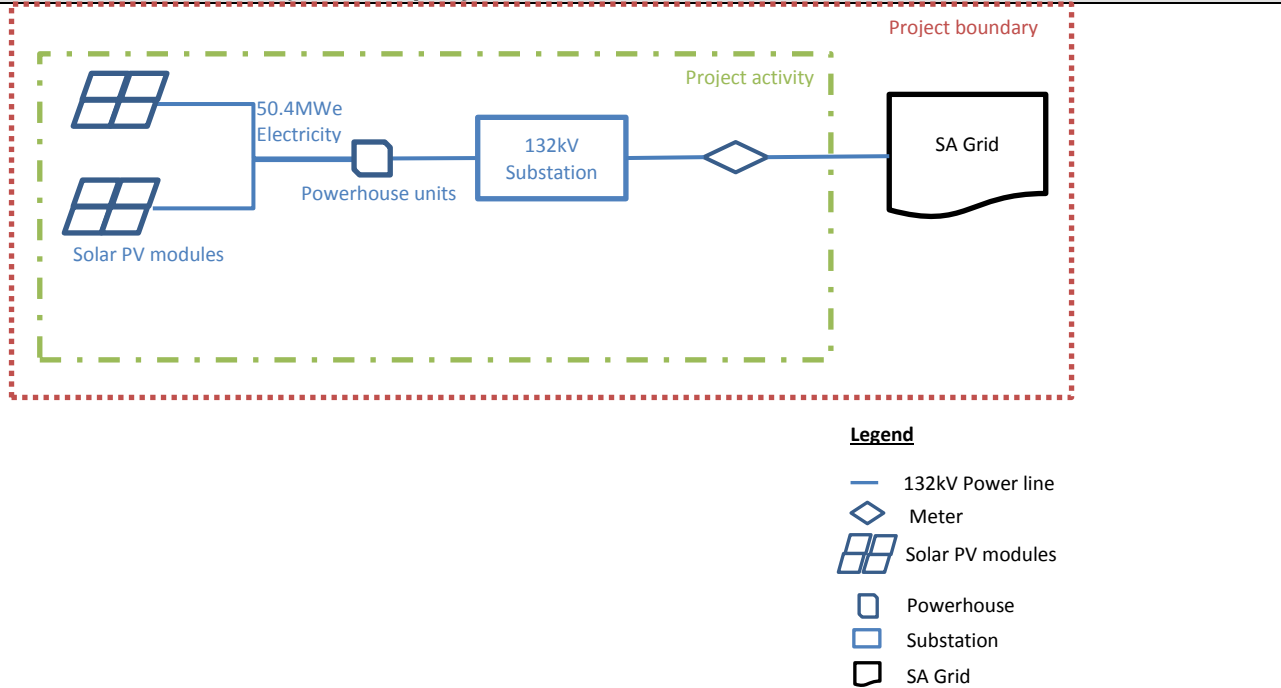 Project boundary
Project activity
50.4MWe
Electricity
132kV
Substation
SA Grid
Powerhouse units
Solar PV modules
Legend
132kV Power line
Meter
Solar PV modules
Powerhouse
Substation
SA Grid